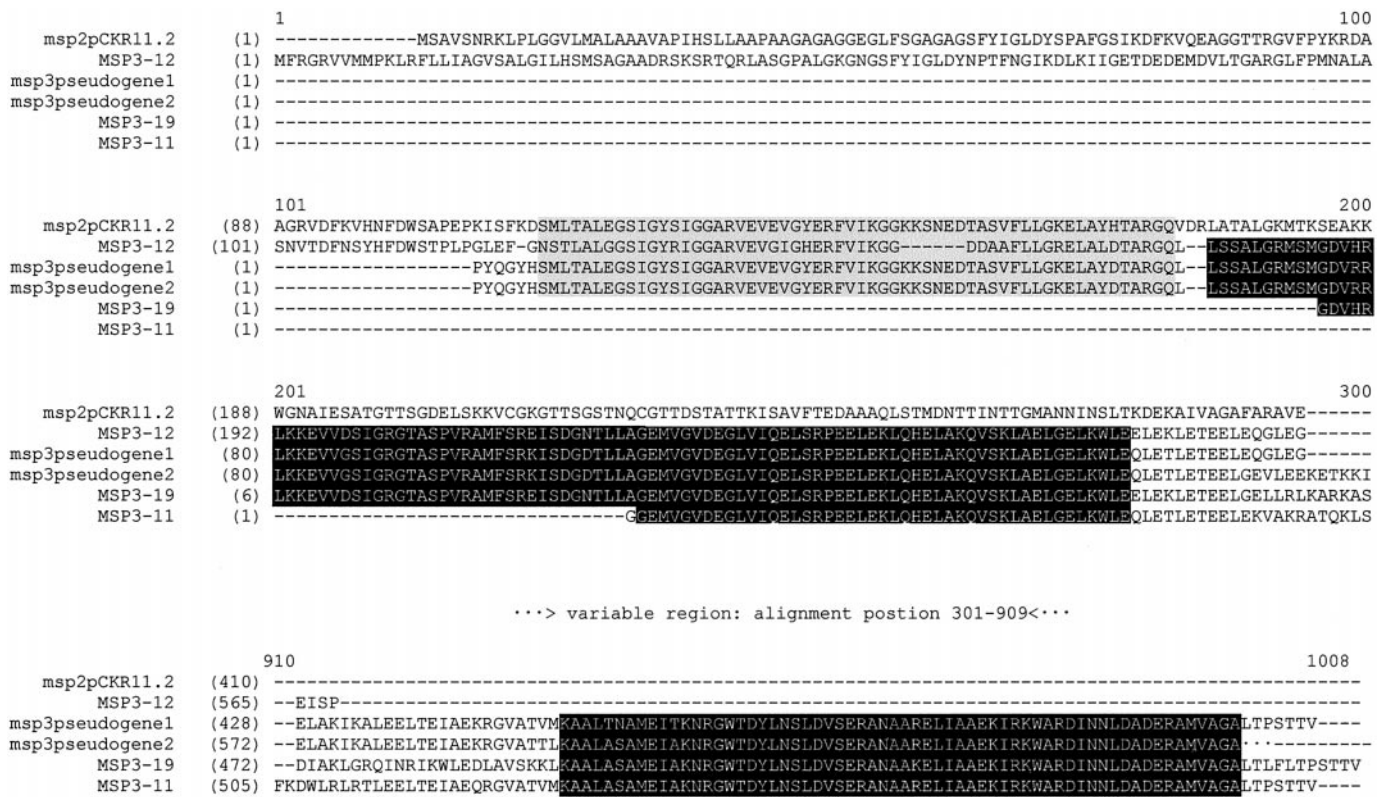 1 100
msp2pCKR11.2 (1) -------------MSAVSNRKLPLGGVLMALAAAVAPIHSLLAAPAAGAGAGGEGLFSGAGAGSFYIGLDYSPAFGSIKDFKVQEAGGTTRGVFPYKRDA
MSP3-12 (1) MFRGRVVMMPKLRFLLIAGVSALGILHSMSAGAADRSKSRTQRLASGPALGKGNGSFYIGLDYNPTFNGIKDLKIIGETDEDEMDVLTGARGLFPMNALA
msp3pseudogene1 (1) ----------------------------------------------------------------------------------------------------
msp3pseudogene2 (1) ----------------------------------------------------------------------------------------------------
MSP3-19 (1) ----------------------------------------------------------------------------------------------------
MSP3-11 (1) ----------------------------------------------------------------------------------------------------
101 200
msp2pCKR11.2 (88) AGRVDFKVHNFDWSAPEPKISFKDSMLTALEGSIGYSIGGARVEVEVGYERFVIKGGKKSNEDTASVFLLGKELAYHTARGQVDRLATALGKMTKSEAKK
MSP3-12 (101) SNVTDFNSYHFDWSTPLPGLEF-GNSTLALGGSIGYRIGGARVEVGIGHERFVIKGG------DDAAFLLGRELALDTARGQL--LSSALGRMSMGDVHR
msp3pseudogene1 (1) ------------------PYQGYHSMLTALEGSIGYSIGGARVEVEVGYERFVIKGGKKSNEDTASVFLLGKELAYDTARGQL--LSSALGRMSMGDVRR
msp3pseudogene2 (1) ------------------PYQGYHSMLTALEGSIGYSIGGARVEVEVGYERFVIKGGKKSNEDTASVFLLGKELAYDTARGQL--LSSALGRMSMGDVRR
MSP3-19 (1) -----------------------------------------------------------------------------------------------GDVHR
MSP3-11 (1) ----------------------------------------------------------------------------------------------------
201 300
msp2pCKR11.2 (188) WGNAIESATGTTSGDELSKKVCGKGTTSGSTNQCGTTDSTATTKISAVFTEDAAAQLSTMDNTTINTTGMANNINSLTKDEKAIVAGAFARAVE------
MSP3-12 (192) LKKEVVDSIGRGTASPVRAMFSREISDGNTLLAGEMVGVDEGLVIQELSRPEELEKLQHELAKQVSKLAELGELKWLEELEKLETEELEQGLEG------
msp3pseudogene1 (80) LKKEVVGSIGRGTASPVRAMFSRKISDGDTLLAGEMVGVDEGLVIQELSRPEELEKLQHELAKQVSKLAELGELKWLEQLETLETEELEQGLEG------
msp3pseudogene2 (80) LKKEVVGSIGRGTASPVRAMFSRKISDGDTLLAGEMVGVDEGLVIQELSRPEELEKLQHELAKQVSKLAELGELKWLEQLETLETEELGEVLEEKETKKI
MSP3-19 (6) LKKEVVDSIGRGTASPVRAMFSREISDGNTLLAGEMVGVDEGLVIQELSRPEELEKLQHELAKQVSKLAELGELKWLEELEKLETEELGELLRLKARKAS
MSP3-11 (1) --------------------------------GGEMVGVDEGLVIQELSRPEELEKLQHELAKQVSKLAELGELKWLEQLETLETEELEKVAKRATQKLS
···> variable region: alignment postion 301-909<···
910 1008
msp2pCKR11.2 (410) ---------------------------------------------------------------------------------------------------
MSP3-12 (565) --EISP---------------------------------------------------------------------------------------------
msp3pseudogene1 (428) --ELAKIKALEELTEIAEKRGVATVMKAALTNAMEITKNRGWTDYLNSLDVSERANAARELIAAEKIRKWARDINNLDADERAMVAGALTPSTTV----
msp3pseudogene2 (572) --ELAKIKALEELTEIAEKRGVATTLKAALASAMEIAKNRGWTDYLNSLDVSERANAAKELIAAEKIRKWARDINNLDADERAMVAGA···---------
MSP3-19 (472) --DIAKLGRQINRIKWLEDLAVSKKLKAALASAMEIAKNRGWTDYLNSLDVSERANAARELIAAEKIRKWARDINNLDADERAMVAGALTLFLTPSTTV
MSP3-11 (505) FKDWLRLRTLEELTEIAEQRGVATVMKAALASAMEIAKNRGWTDYLNSLDVSERANAARELIAAEKIRKWARDINNLDADERAMVAGALTPSTTV----